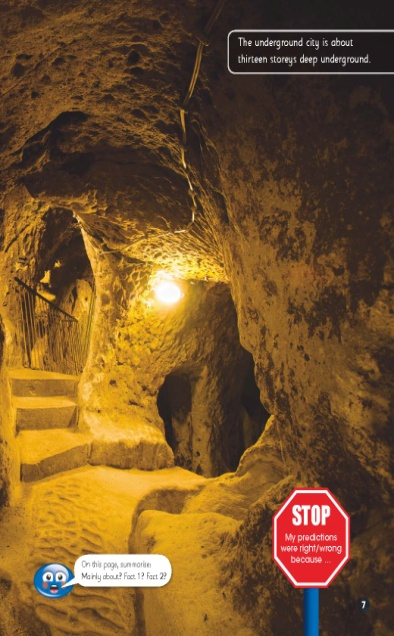 The underground city is about
thirteen storeys deep underground.
STOP
My predictions
were right/wrong
because ...
On this page, summarise:
Mainly about? Fact 1? Fact 2?
7